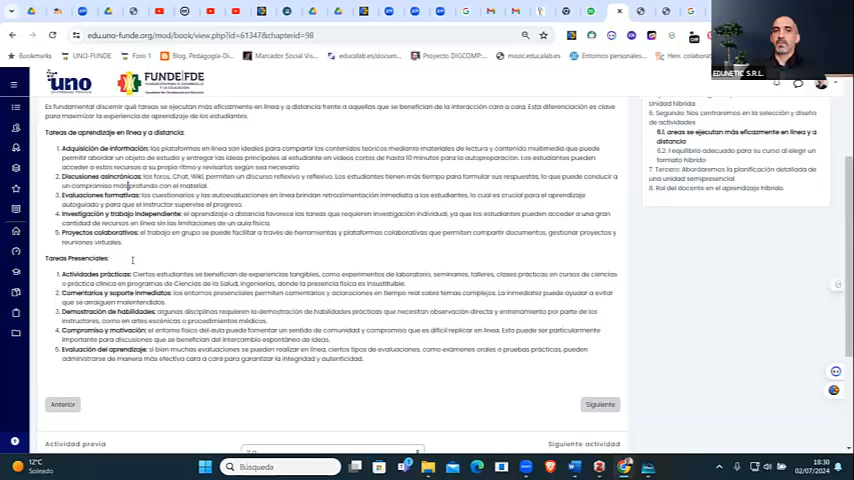 edu.uno-funde.org/mod/book/view.php?id=61347&chapterid=98
Bookmarks
UNO-FUNDE
Foro 1
Blog. Pedagogía-Di...
Marcador Social Vi...
educalab.es/docum...
Proyecto DIGCOMP:...
mooc.educalab.es
Entornos personales...
Herr. colaborati
Off
EDUNETIC S.R.L.
uno
FUNDE|FDE
Es fundamental discernir qué tareas se ejecutan más eficazmente en línea y a distancia frente a aquellas que se benefician de la interacción cara a cara. Esta diferenciación es clave
para maximizar la experiencia de aprendizaje de los estudiantes.
Tareas de aprendizaje en línea y a distancia:
1. Adquisición de información: las plataformas en línea son ideales para compartir los contenidos teóricos mediante materiales de lectura y contenido multimedia que puede
permitir abordar un objeto de estudio y entregar las ideas principales al estudiante en videos cortos de hasta 10 minutos para la autopreparación. Los estudiantes pueden
acceder a estos recursos a su propio ritmo y revisarlos según sea necesario.
2. Discusiones asincrónicas: los foros, Chat, Wiki, permiten un discurso reflexivo y reflexivo. Los estudiantes tienen más tiempo para formular sus respuestas, lo que puede conducir a
un compromiso más profundo con el material.
3. Evaluaciones formativas: los cuestionarios y las autoevaluaciones en línea brindan retroalimentación inmediata a los estudiantes, lo cual es crucial para el aprendizaje
autoguiado y para que el instructor supervise el progreso.
4. Investigación y trabajo independiente: el aprendizaje a distancia favorece las tareas que requieren investigación individual, ya que los estudiantes pueden acceder a una gran
cantidad de recursos en línea sin las limitaciones de un aula física.
5. Proyectos colaborativos: el trabajo en grupo se puede facilitar a través de herramientas y plataformas colaborativas que permiten compartir documentos, gestionar proyectos y
reuniones virtuales.
Tareas Presenciales:
1. Actividades prácticas: Ciertos estudiantes se benefician de experiencias tangibles, como experimentos de laboratorio, seminarios, talleres, clases prácticas en cursos de ciencias
o práctica clínica en programas de Ciencias de la Salud, ingenierías, donde la presencia física es insustituible.
2. Comentarios y soporte inmediatos: los entornos presenciales permiten comentarios y aclaraciones en tiempo real sobre temas complejos. La inmediatez puede ayudar a evitar
que se arraiguen malentendidos.
3. Demostración de habilidades: algunas disciplinas requieren la demostración de habilidades prácticas que necesitan observación directa y entrenamiento por parte de los
instructores, como en artes escénicas o procedimientos médicos.
4. Compromiso y motivación: el entorno físico del aula puede fomentar un sentido de comunidad y compromiso que es difícil replicar en línea. Esto puede ser particularmente
importante para discusiones que se benefician del intercambio espontáneo de ideas.
5. Evaluación del aprendizaje: si bien muchas evaluaciones se pueden realizar en línea, ciertos tipos de evaluaciones, como exámenes orales o pruebas prácticas, pueden
administrarse de manera más efectiva cara a cara para garantizar la integridad y autenticidad.
Anterior
Siguiente
Actividad previa
Siguiente actividad
Unidad híbrida
6. Segundo: Nos centraremos en la selección y diseño
de actividades
6.1. areas se ejecutan más eficazmente en línea y a
distancia
6.2. l equilibrio adecuado para su curso al elegir un
formato híbrido
7. Tercero: Abordaremos la planificación detallada de
una unidad semipresencial
8. Rol del docente en el aprendizaje híbrido.
12°C
Soleado
Búsqueda
18:30
02/07/2024